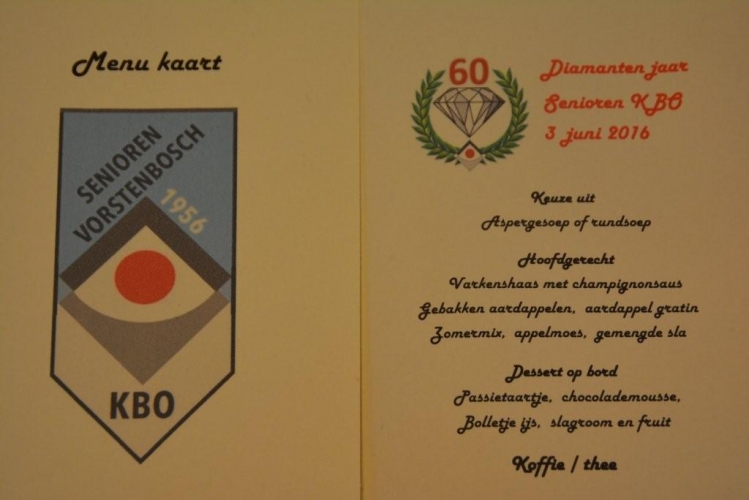 Menu kaart
SENIOREN
VORSTENBOSCH
1956
KBO
60
Diamanten jaar
Senioren KBO
3 juni 2016
Keuze uit
Aspergesoep of rundsoep
Hoofdgerecht
Varkenshaas met champignonsaus
Gebakken aardappelen, aardappel gratin
Zomermix, appelmoes, gemengde sla
Dessert op bord
Passietaartje, chocolademousse,
Bolletje ijs, slagroom en fruit
Koffie / thee